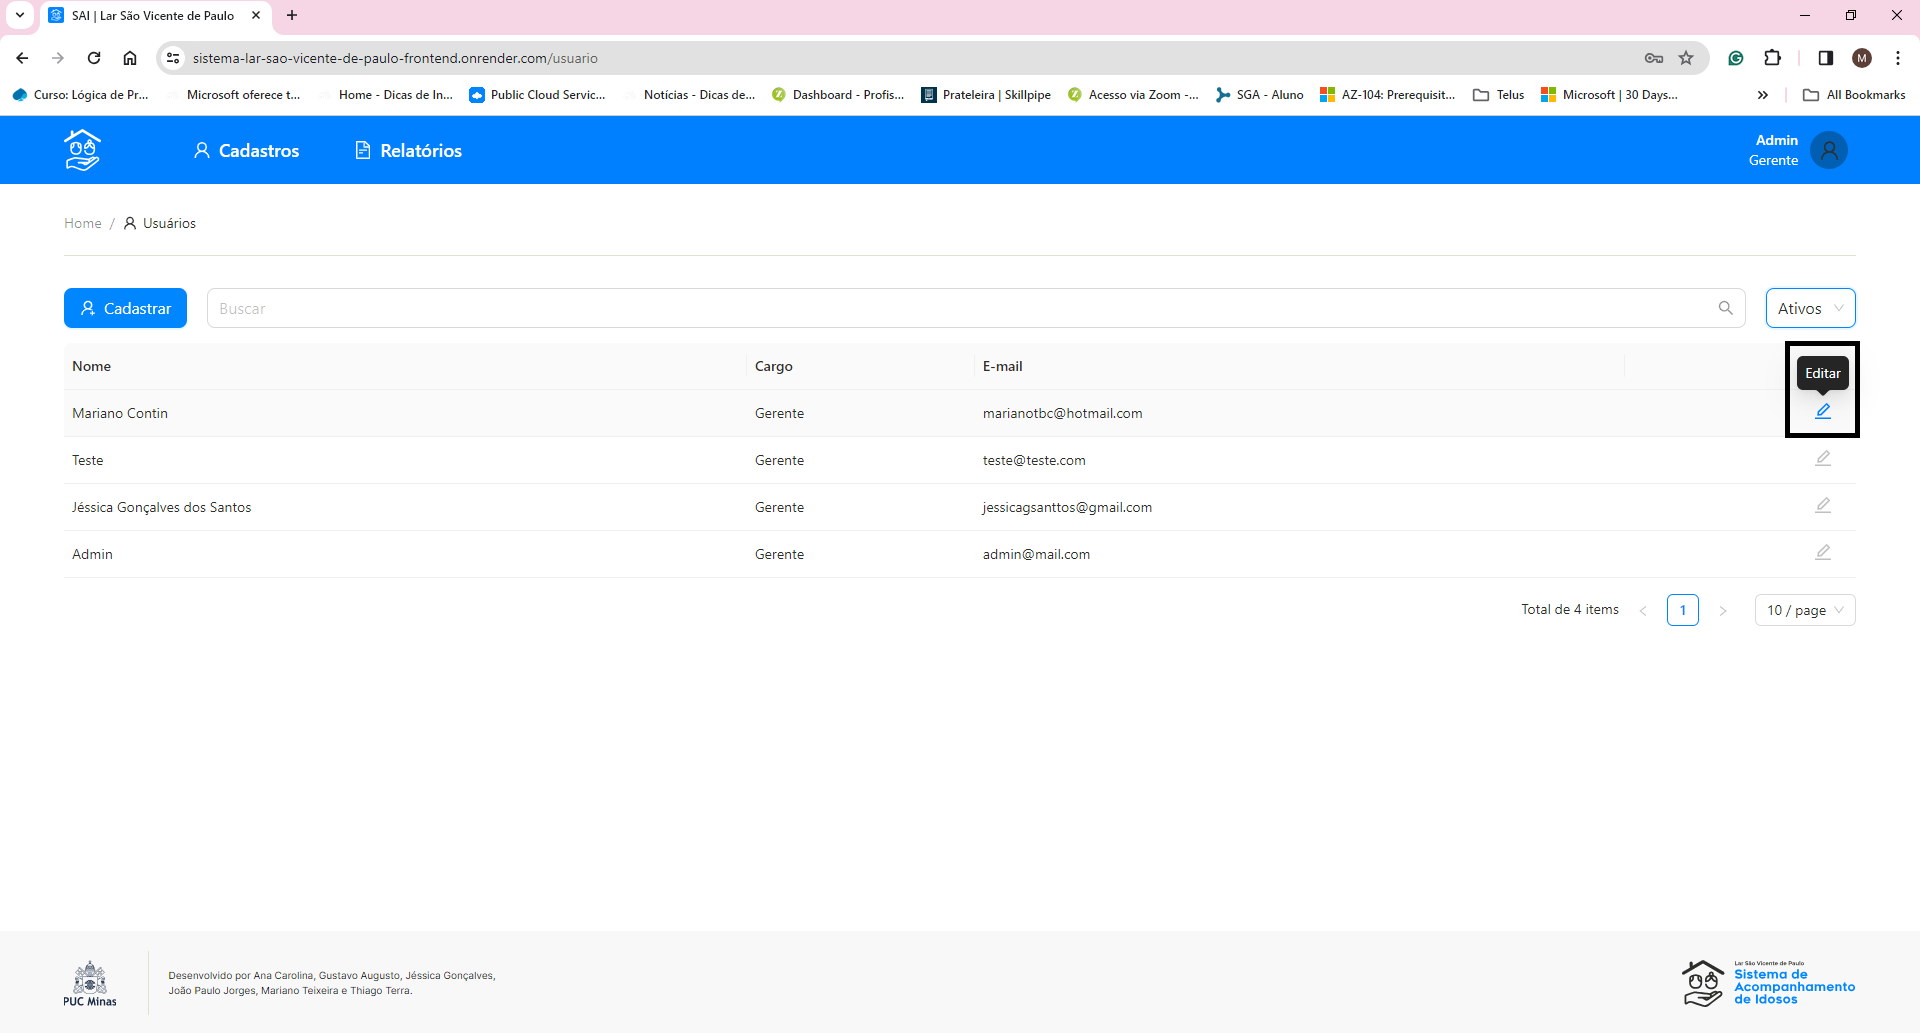 SAI | Lar São Vicente de Paulo
sistema-lar-sao-vicente-de-paulo-frontend.onrender.com/usuario
M
Curso: Lógica de Pr...
Microsoft oferece t...
Home - Dicas de In...
Public Cloud Servic...
Notícias - Dicas de...
Dashboard - Profis...
Prateleira | Skillpipe
Acesso via Zoom -...
SGA - Aluno
AZ-104: Prerequisit...
Telus
Microsoft | 30 Days...
All Bookmarks
Cadastros
Relatórios
Admin
Gerente
Home / Usuários
Cadastrar
Buscar
Ativos
Nome Cargo E-mail
Editar
Mariano Contin Gerente marianotbc@hotmail.com
Teste Gerente teste@teste.com
Jéssica Gonçalves dos Santos Gerente jessicagsanttos@gmail.com
Admin Gerente admin@mail.com
Total de 4 items < 1 > 10 / page
PUC Minas
Desenvolvido por Ana Carolina, Gustavo Augusto, Jéssica Gonçalves,
João Paulo Jorges, Mariano Teixeira e Thiago Terra.
Lar São Vicente de Paulo
Sistema de
Acompanhamento
de Idosos